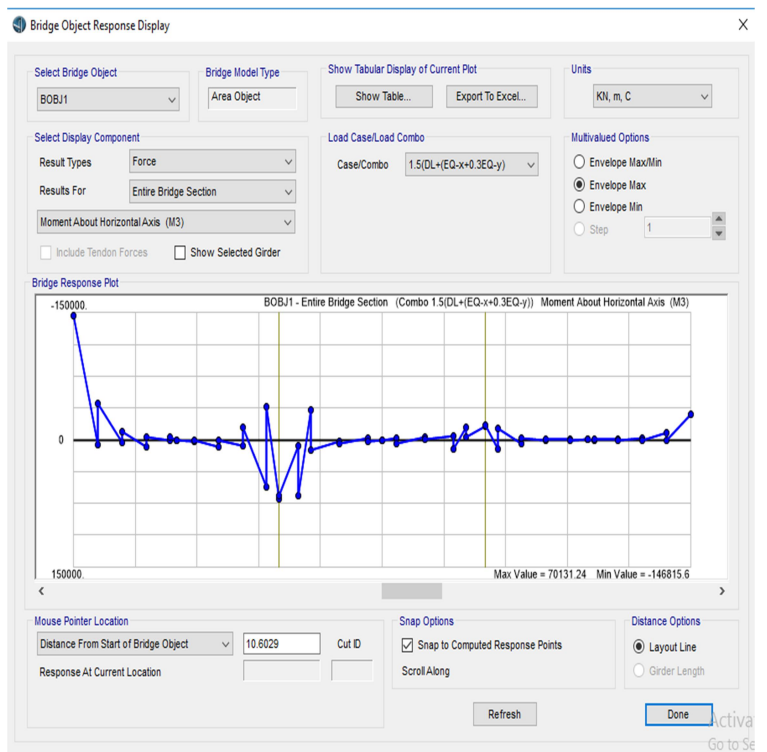 Bridge Object Response Display
X
Select Bridge Object
BOBJ1
Bridge Model Type
Area Object
Show Tabular Display of Current Plot
Show Table...
Export To Excel...
Units
KN, m, C
Select Display Component
Result Types
Force
Results For
Entire Bridge Section
Moment About Horizontal Axis (M3)
Include Tendon Forces
Show Selected Girder
Load Case/Load Combo
Case/Combo
1.5(DL+(EQ-x+0.3EQ-y)
Multivalued Options
Envelope Max/Min
Envelope Max
Envelope Min
Step
1
Bridge Response Plot
-150000.
BOBJ1 - Entire Bridge Section (Combo 1.5(DL+(EQ-x+0.3EQ-y)) Moment About Horizontal Axis (M3)
0
150000.
Max Value = 70131.24 Min Value = -146815.6
Mouse Pointer Location
Distance From Start of Bridge Object
10.6029
Cut ID
Response At Current Location
Snap Options
Snap to Computed Response Points
Scroll Along
Distance Options
Layout Line
Girder Length
Refresh
Done
Activa
Go to Se